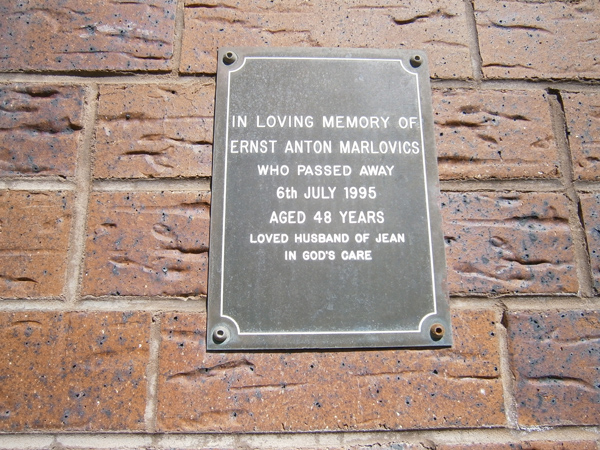 IN LOVING MEMORY OF
ERNST ANTON MARLOVICS
WHO PASSED AWAY
6th JULY 1995
AGED 48 YEARS
LOVED HUSBAND OF JEAN
IN GOD'S CARE